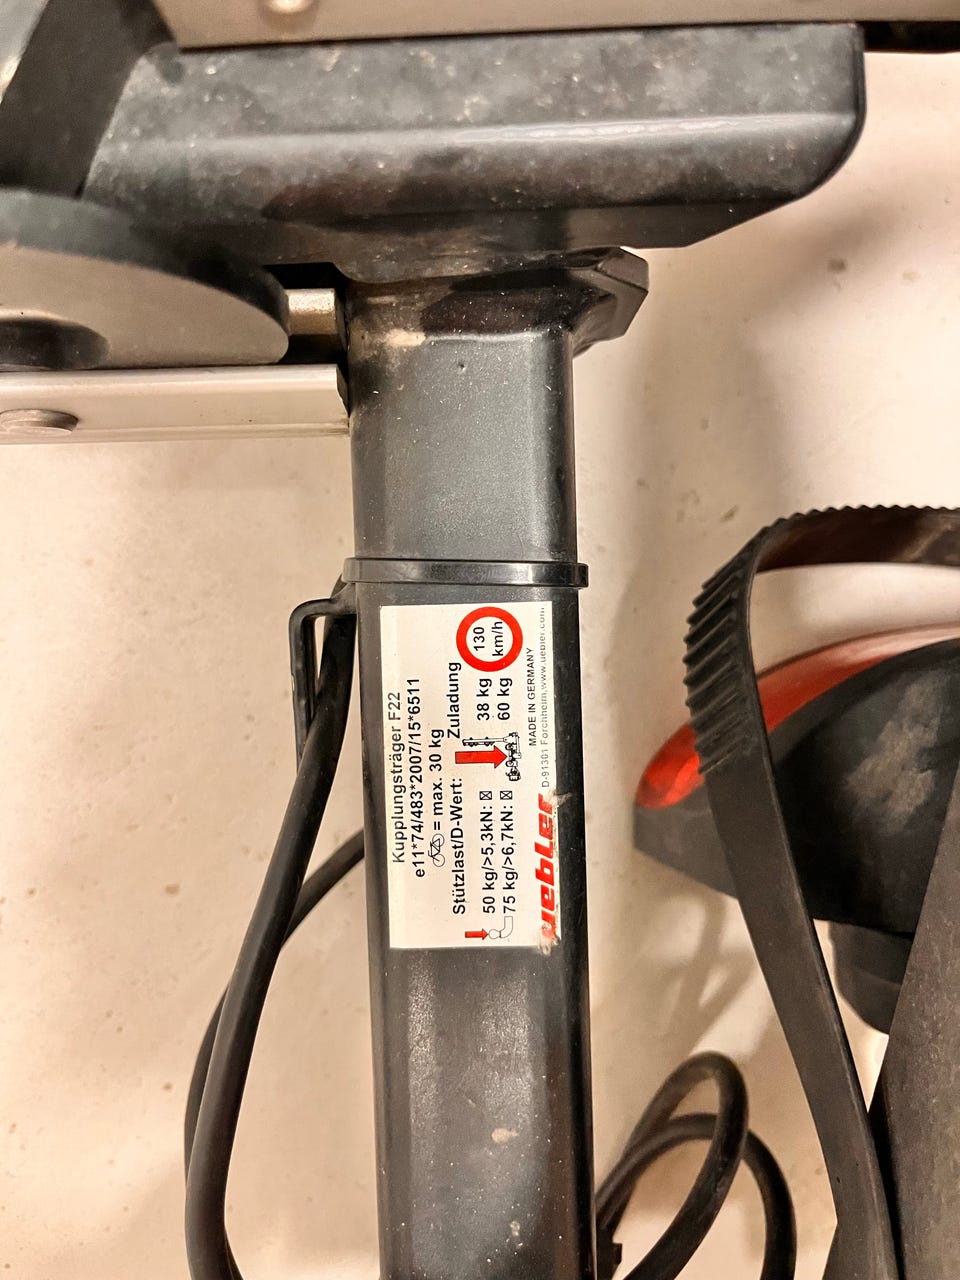 Kupplungsträger F22
e11*74/483*2007/15*6511
= max. 30 kg
Stützlast/D-Wert: Zuladung
50 kg/>5,3kN: ☒ 38 kg
75 kg/>6,7kN: ☒ 60 kg
130
km/h
MADE IN GERMANY
uebler D-91301 Forchheim,www.uebler.com